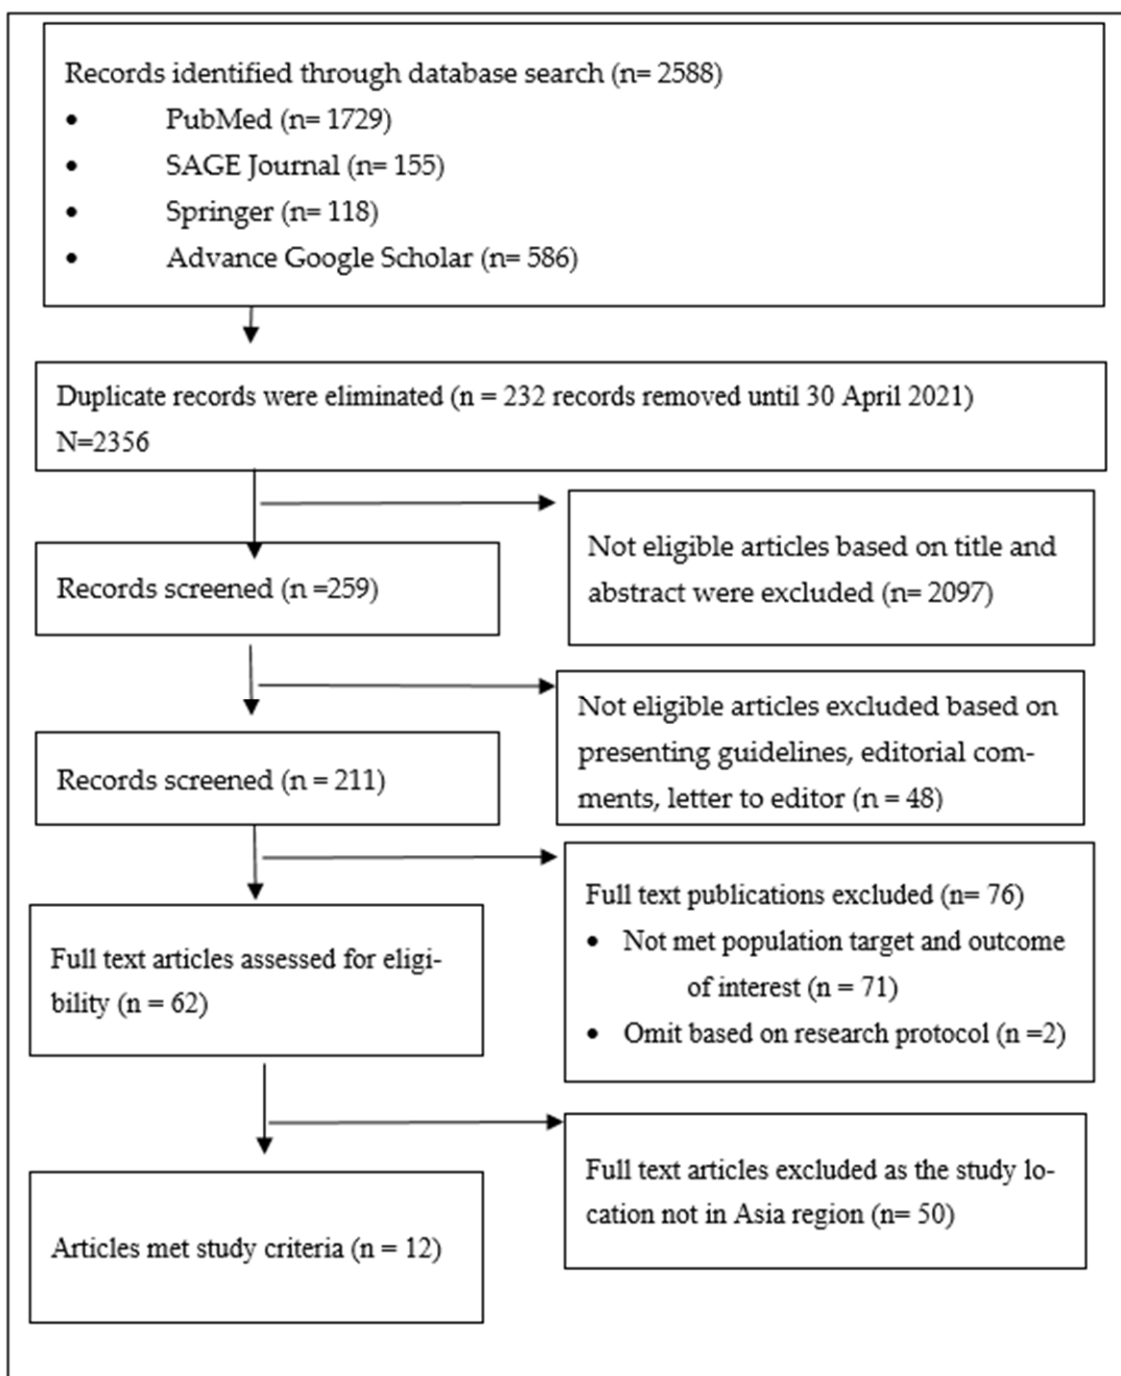 Records identified through database search (n= 2588)
• PubMed (n= 1729)
• SAGE Journal (n= 155)
• Springer (n= 118)
• Advance Google Scholar (n= 586)
Duplicate records were eliminated (n = 232 records removed until 30 April 2021)
N=2356
Not eligible articles based on title and
abstract were excluded (n= 2097)
Records screened (n =259)
Not eligible articles excluded based on
presenting guidelines, editorial com-
ments, letter to editor (n = 48)
Records screened (n = 211)
Full text publications excluded (n= 76)
• Not met population target and outcome
of interest (n = 71)
• Omit based on research protocol (n =2)
Full text articles assessed for eligi-
bility (n = 62)
Full text articles excluded as the study lo-
cation not in Asia region (n= 50)
Articles met study criteria (n = 12)